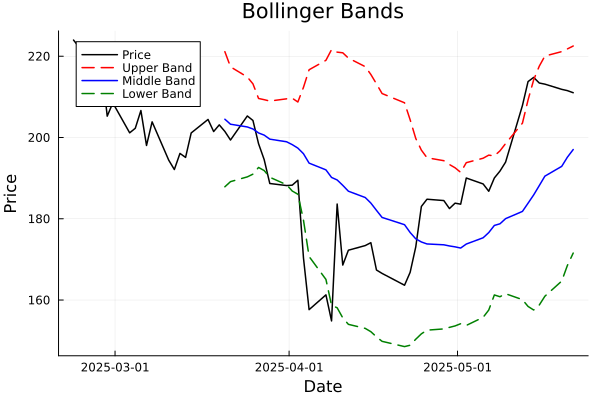 Bollinger Bands
Price
Upper Band
Middle Band
Lower Band
220
200
180
160
Price
2025-03-01
2025-04-01
2025-05-01
Date